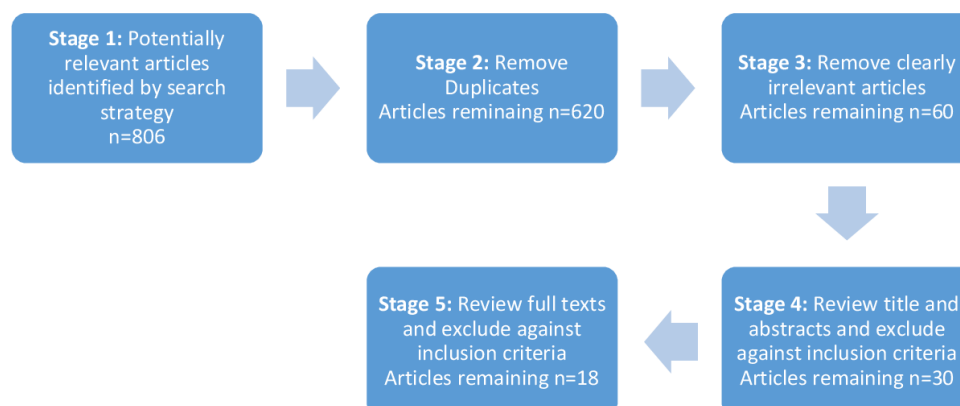 Stage 1: Potentially
relevant articles
identified by search
strategy
n=806
Stage 2: Remove
Duplicates
Articles reminaing n=620
Stage 3: Remove clearly
irrelevant articles
Articles remaining n=60
Stage 4: Review title and
abstracts and exclude
against inclusion criteria
Articles remaining n=30
Stage 5: Review full texts
and exclude against
inclusion criteria
Articles remaining n=18